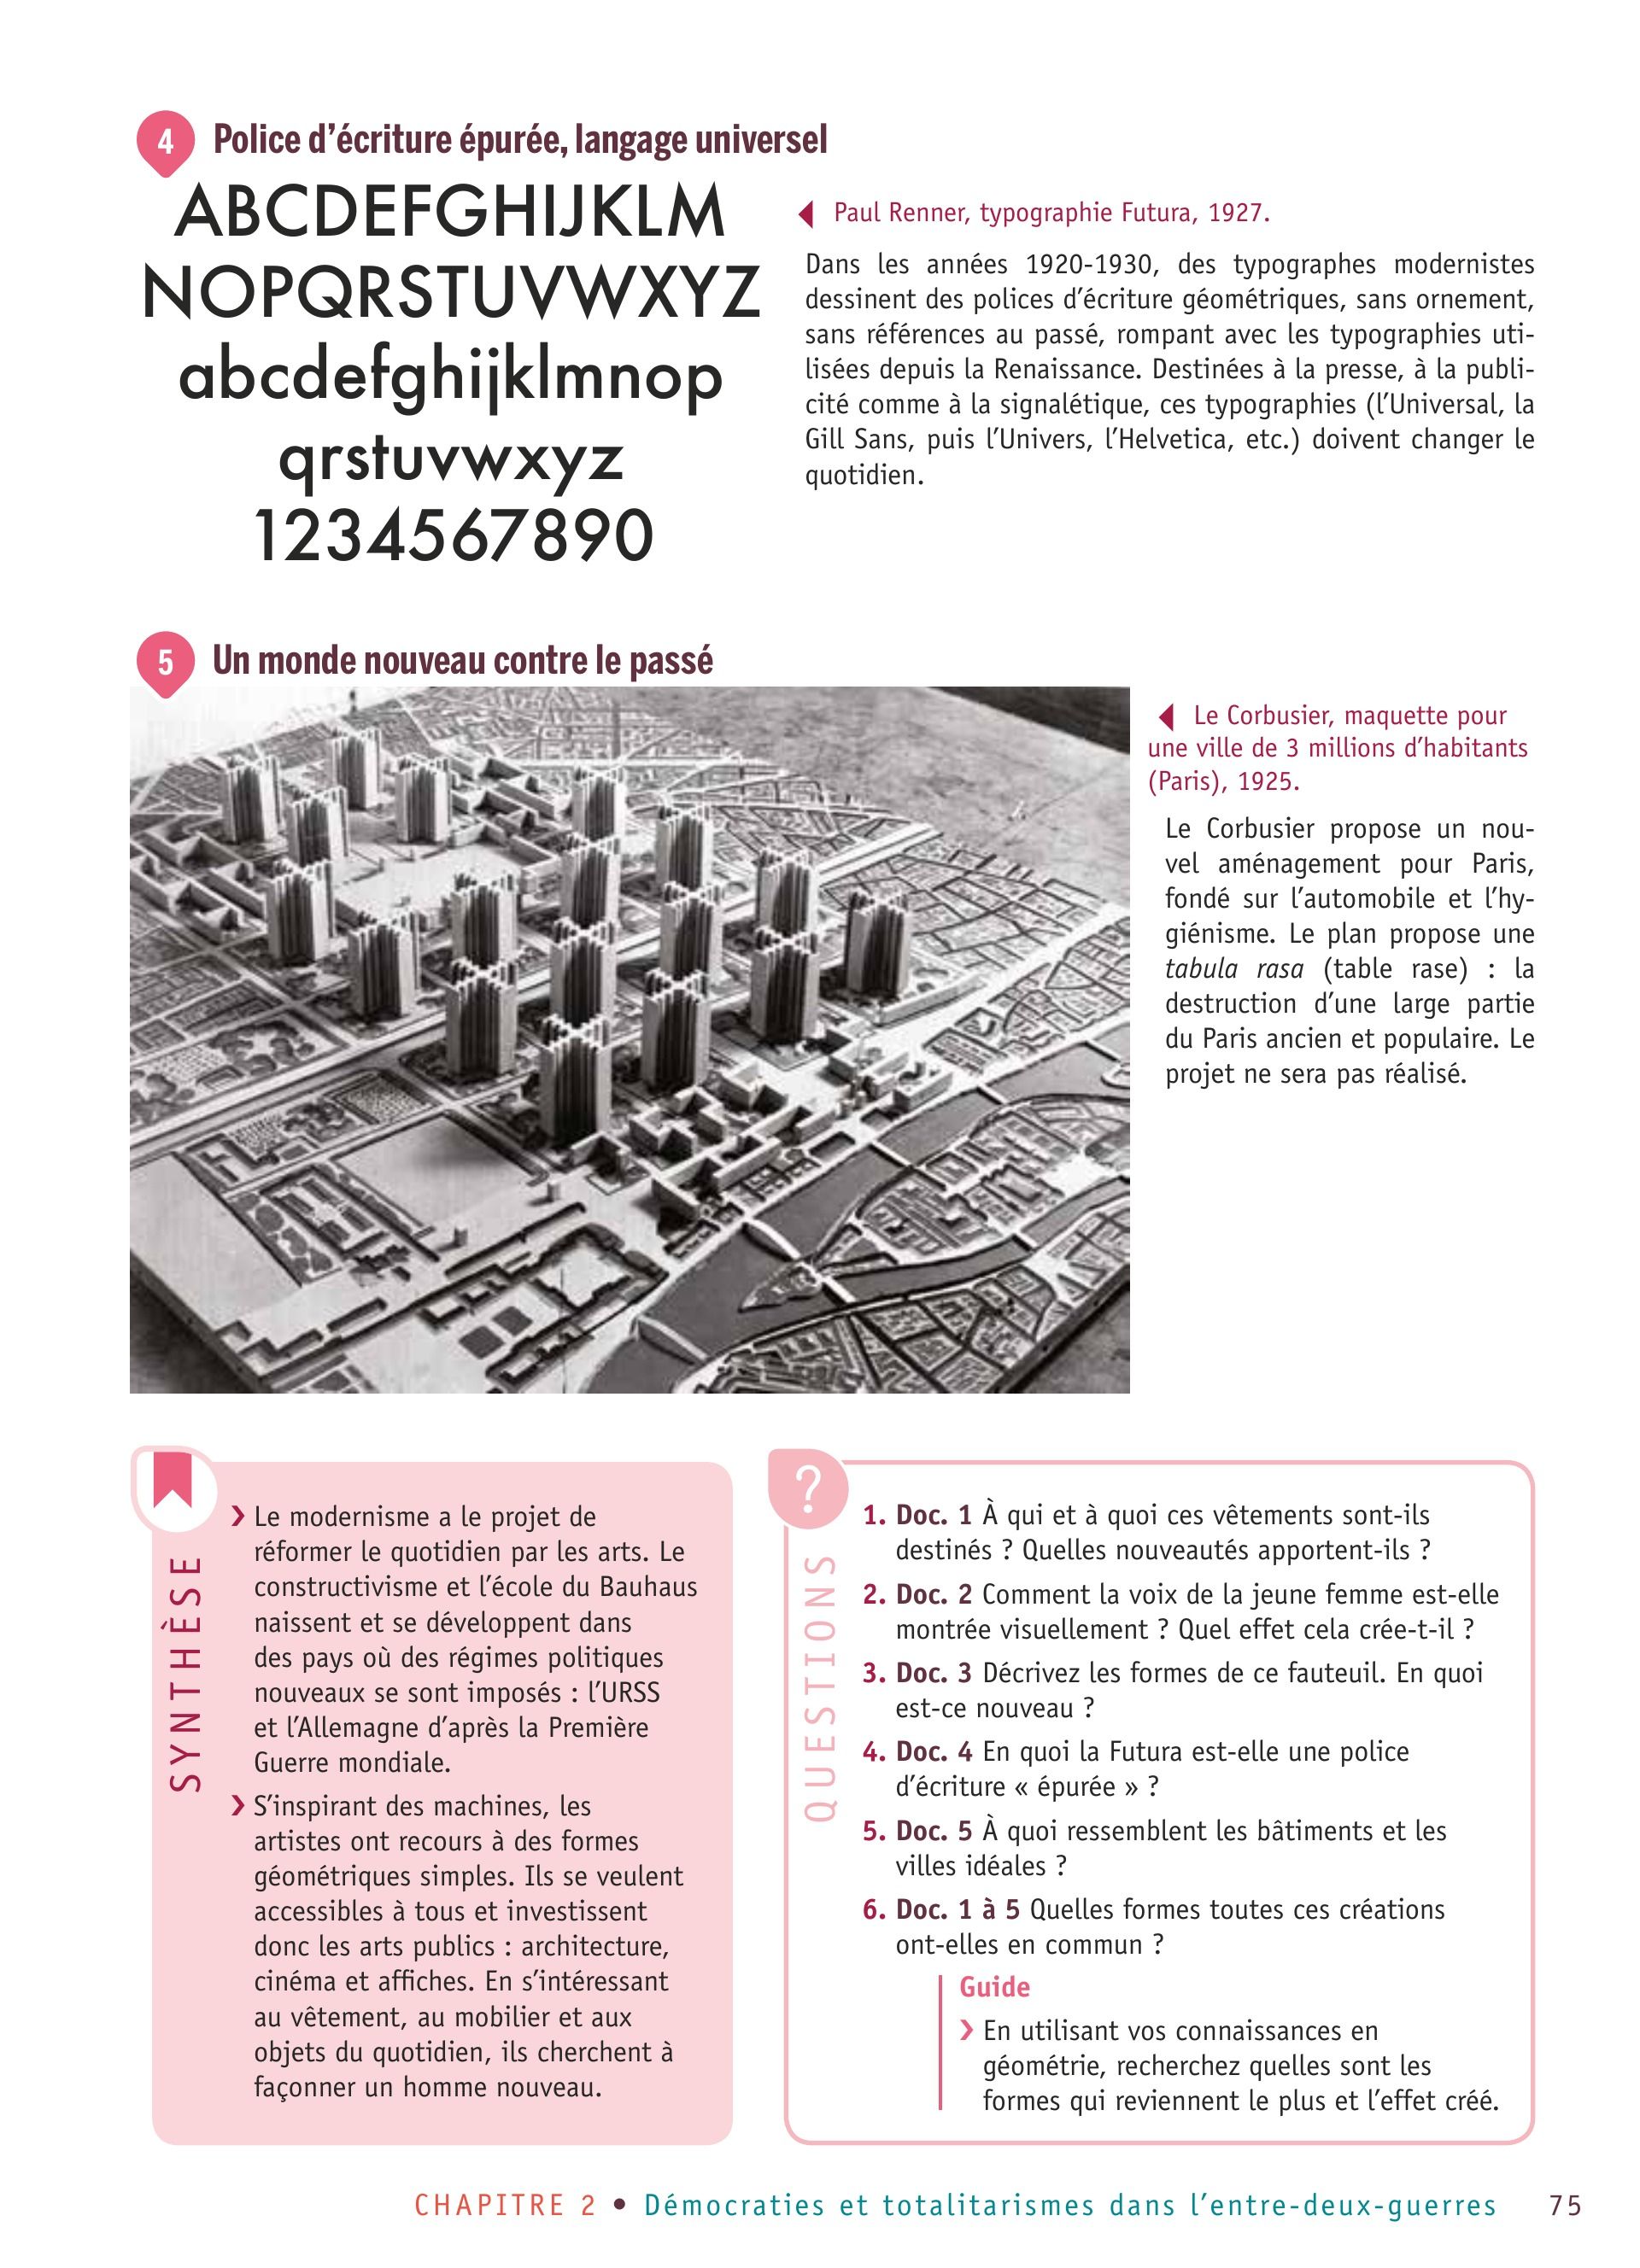 4 Police d’écriture épurée, langage universel
ABCDEFGHIJKLM
NOPQRSTUVWXYZ
abcdefghijklmnop
qrstuvwxyz
1234567890
Paul Renner, typographie Futura, 1927.
Dans les années 1920-1930, des typographes modernistes
dessinent des polices d’écriture géométriques, sans ornement,
sans références au passé, rompant avec les typographies uti-
lisées depuis la Renaissance. Destinées à la presse, à la publi-
cité comme à la signalétique, ces typographies (l’Universal, la
Gill Sans, puis l’Univers, l’Helvetica, etc.) doivent changer le
quotidien.
5 Un monde nouveau contre le passé
Le Corbusier, maquette pour
une ville de 3 millions d’habitants
(Paris), 1925.
Le Corbusier propose un nou-
vel aménagement pour Paris,
fondé sur l’automobile et l’hy-
giénisme. Le plan propose une
tabula rasa (table rase) : la
destruction d’une large partie
du Paris ancien et populaire. Le
projet ne sera pas réalisé.
SYNTHÈSE
› Le modernisme a le projet de
réformer le quotidien par les arts. Le
constructivisme et l’école du Bauhaus
naissent et se développent dans
des pays où des régimes politiques
nouveaux se sont imposés : l’URSS
et l’Allemagne d’après la Première
Guerre mondiale.
› S’inspirant des machines, les
artistes ont recours à des formes
géométriques simples. Ils se veulent
accessibles à tous et investissent
donc les arts publics : architecture,
cinéma et affiches. En s’intéressant
au vêtement, au mobilier et aux
objets du quotidien, ils cherchent à
façonner un homme nouveau.
?
QUESTIONS
1. Doc. 1 À qui et à quoi ces vêtements sont-ils
destinés ? Quelles nouveautés apportent-ils ?
2. Doc. 2 Comment la voix de la jeune femme est-elle
montrée visuellement ? Quel effet cela crée-t-il ?
3. Doc. 3 Décrivez les formes de ce fauteuil. En quoi
est-ce nouveau ?
4. Doc. 4 En quoi la Futura est-elle une police
d’écriture « épurée » ?
5. Doc. 5 À quoi ressemblent les bâtiments et les
villes idéales ?
6. Doc. 1 à 5 Quelles formes toutes ces créations
ont-elles en commun ?
Guide
› En utilisant vos connaissances en
géométrie, recherchez quelles sont les
formes qui reviennent le plus et l’effet créé.
CHAPITRE 2 • Démocraties et totalitarismes dans l’entre-deux-guerres 75